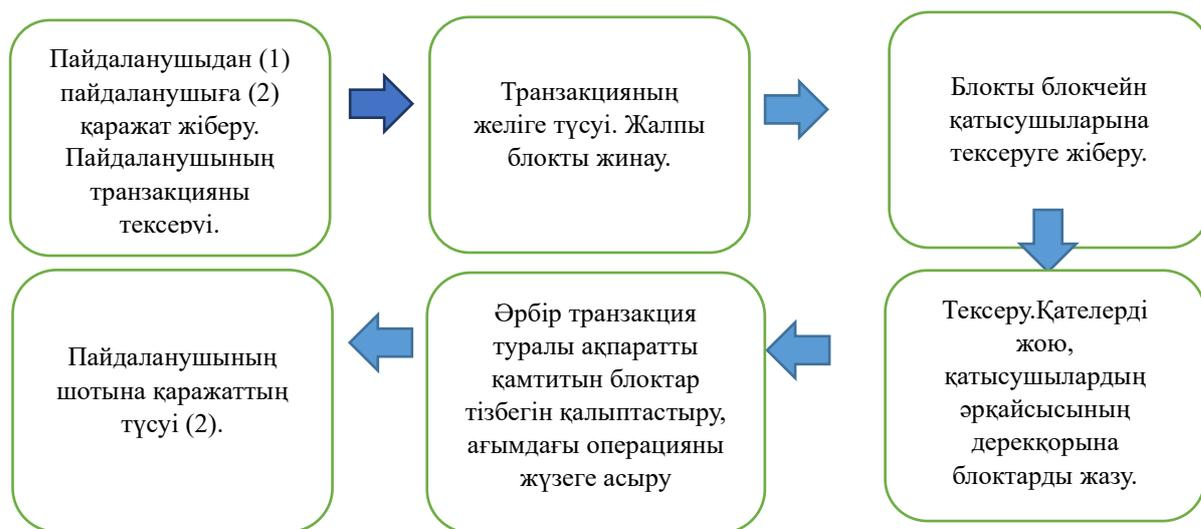 Пайдаланушыдан (1)
пайдаланушыға (2)
қаражат жіберу.
Пайдаланушының
транзакцияны
тексеруі.
Транзакцияның
желіге түсуі. Жалпы
блокты жинау.
Блокты блокчейн
қатысушыларына
тексеруге жіберу.
Тексеру.Қателерді
жою,
қатысушылардың
әрқайсысының
дерекқорына
блоктарды жазу.
Әрбір транзакция
туралы ақпаратты
қамтитын блоктар
тізбегін қалыптастыру,
ағымдағы операцияны
жүзеге асыру
Пайдаланушының
шотына қаражаттың
түсуі (2).